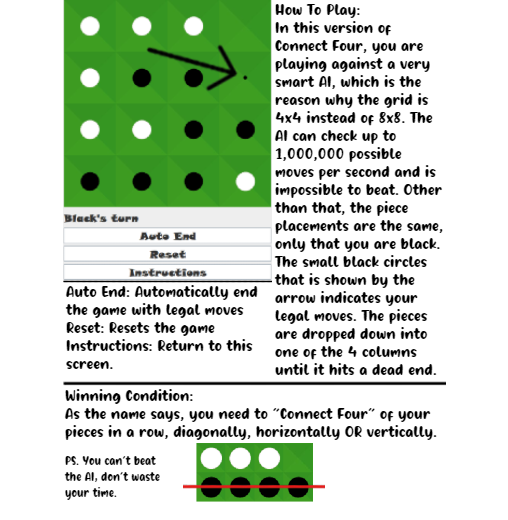 How To Play:
In this version of
Connect Four, you are
playing against a very
smart AI, which is the
reason why the grid is
4x4 instead of 8x8. The
AI can check up to
1,000,000 possible
moves per second and is
impossible to beat. Other
than that, the piece
placements are the same,
only that you are black.
The small black circles
that is shown by the
arrow indicates your
legal moves. The pieces
are dropped down into
one of the 4 columns
until it hits a dead end.
Black's turn
Auto End
Reset
Instructions
Auto End: Automatically end
the game with legal moves
Reset: Resets the game
Instructions: Return to this
screen.
Winning Condition:
As the name says, you need to "Connect Four" of your
pieces in a row, diagonally, horizontally OR vertically.
PS. You can't beat
the AI, don't waste
your time.